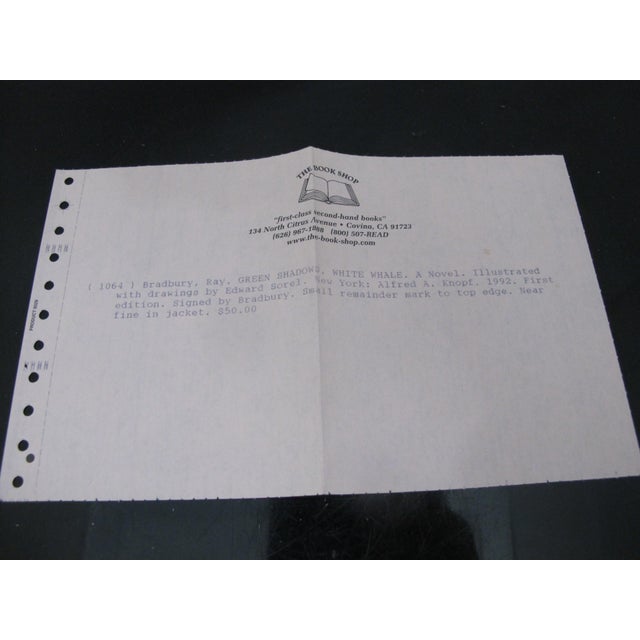 THE BOOK SHOP
"first-class second-hand books"
134 North Citrus Avenue • Covina, CA 91723
(626) 967-1888 (800) 507-READ
www.the-book-shop.com
( 1064 ) Bradbury, Ray. GREEN SHADOWS, WHITE WHALE. A Novel. Illustrated
with drawings by Edward Sorel. New York: Alfred A. Knopf. 1992. First
edition. Signed by Bradbury. Small remainder mark to top edge. Near
fine in jacket. $50.00